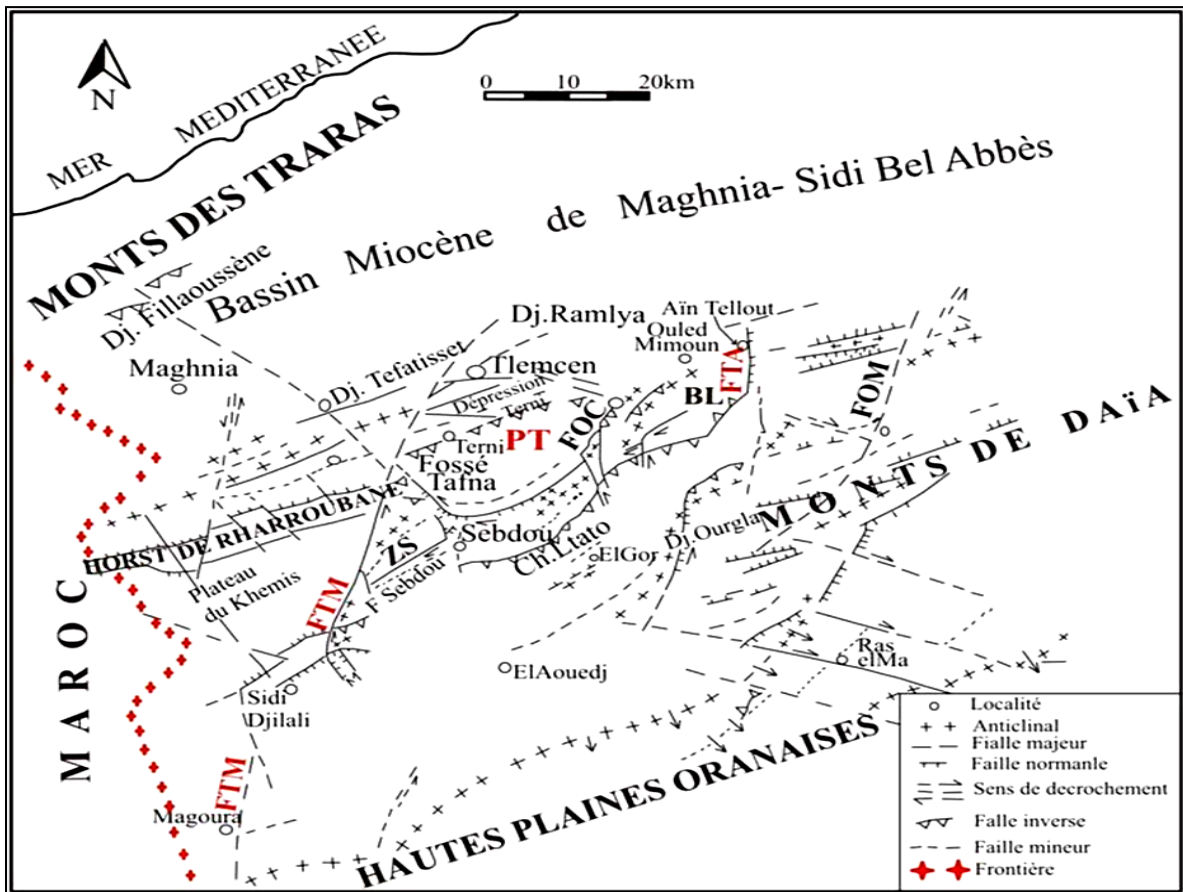 N
0 10 20km
MER MEDITERRANEE
MONTS DES TRARAS
Bassin Miocène de Maghnia- Sidi Bel Abbès
Dj. Fillaoussène
Maghnia
Dj. Tefatisset
Dj.Ramlya
Tlemcen
Dépression
Terni
Terni
PT
Fossé
Tafna
FOC
Aïn Tellout
Ouled
Mimoun
FTA
BL
FOM
MONTS DE DAÏA
HORST DE RHARROUBANE
ZS
Sebdou
Ch.Ltato
ElGor
Dj.Ourgla
Plateau
du Khemis
FTM
F Sebdou
MAROC
Sidi
Djilali
ElAouedj
Ras
elMa
FTM
Magoura
HAUTES PLAINES ORANAISES
Localité
Anticlinal
Fialle majeur
Faille normanle
Sens de decrochement
Falle inverse
Faille mineur
Frontière